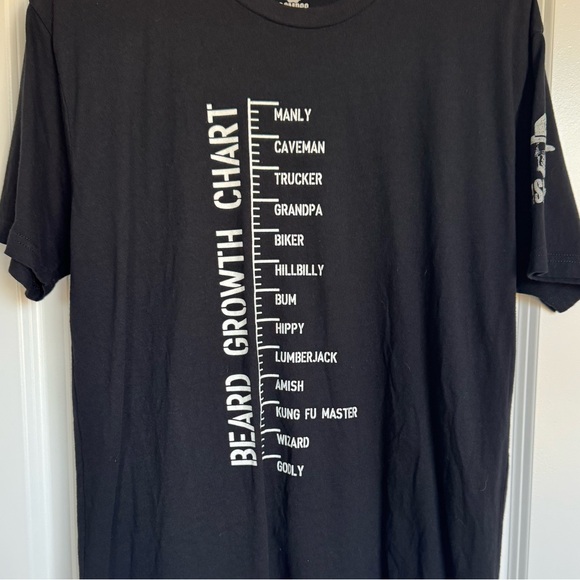 BEARD GROWTH CHART
MANLY
CAVEMAN
TRUCKER
GRANDPA
BIKER
HILLBILLY
BUM
HIPPY
LUMBERJACK
AMISH
KUNG FU MASTER
WIZARD
GODLY